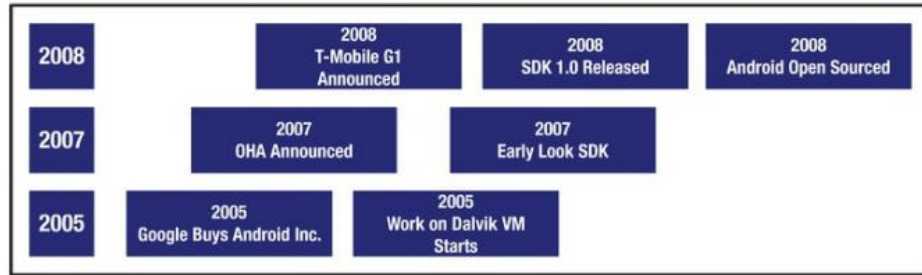 2008
2008
T-Mobile G1
Announced
2008
SDK 1.0 Released
2008
Android Open Sourced
2007
2007
OHA Announced
2007
Early Look SDK
2005
2005
Google Buys Android Inc.
2005
Work on Dalvik VM
Starts